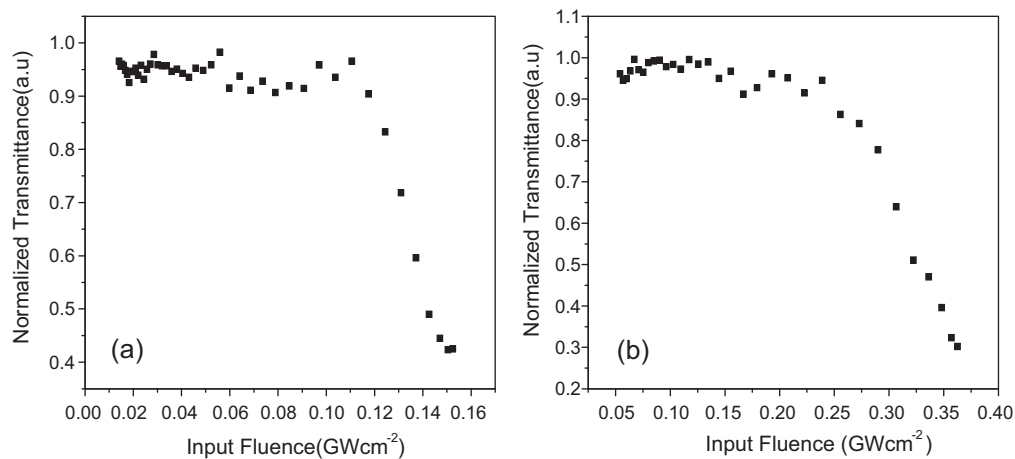 1.0
0.9
0.8
0.7
0.6
0.5
0.4
Normalized Transmittance(a.u)
(a)
0.00 0.02 0.04 0.06 0.08 0.10 0.12 0.14 0.16
Input Fluence(GWcm-2)
1.1
1.0
0.9
0.8
0.7
0.6
0.5
0.4
0.3
0.2
Normalized Transmittance(a.u)
(b)
0.05 0.10 0.15 0.20 0.25 0.30 0.35 0.40
Input Fluence (GWcm-2)